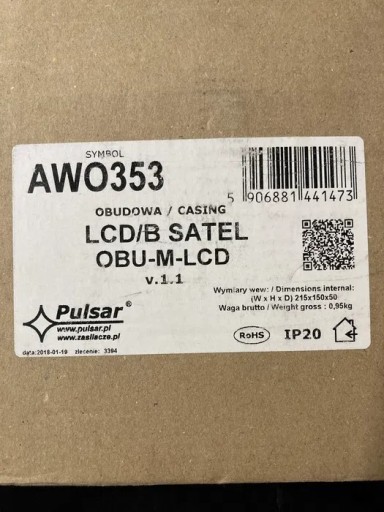 SYMBOL
AWO353
5 906881 441473
OBUDOWA / CASING
LCD/B SATEL
OBU-M-LCD
v.1.1
Wymiary wew: / Dimensions internal:
(W x H x D) 215x150x50
Waga brutto / Weight gross : 0,95kg
Pulsar®
www.pulsar.pl
www.zasilacze.pl
data:2018-01-19 zlecenie: 3394
RoHS
IP20